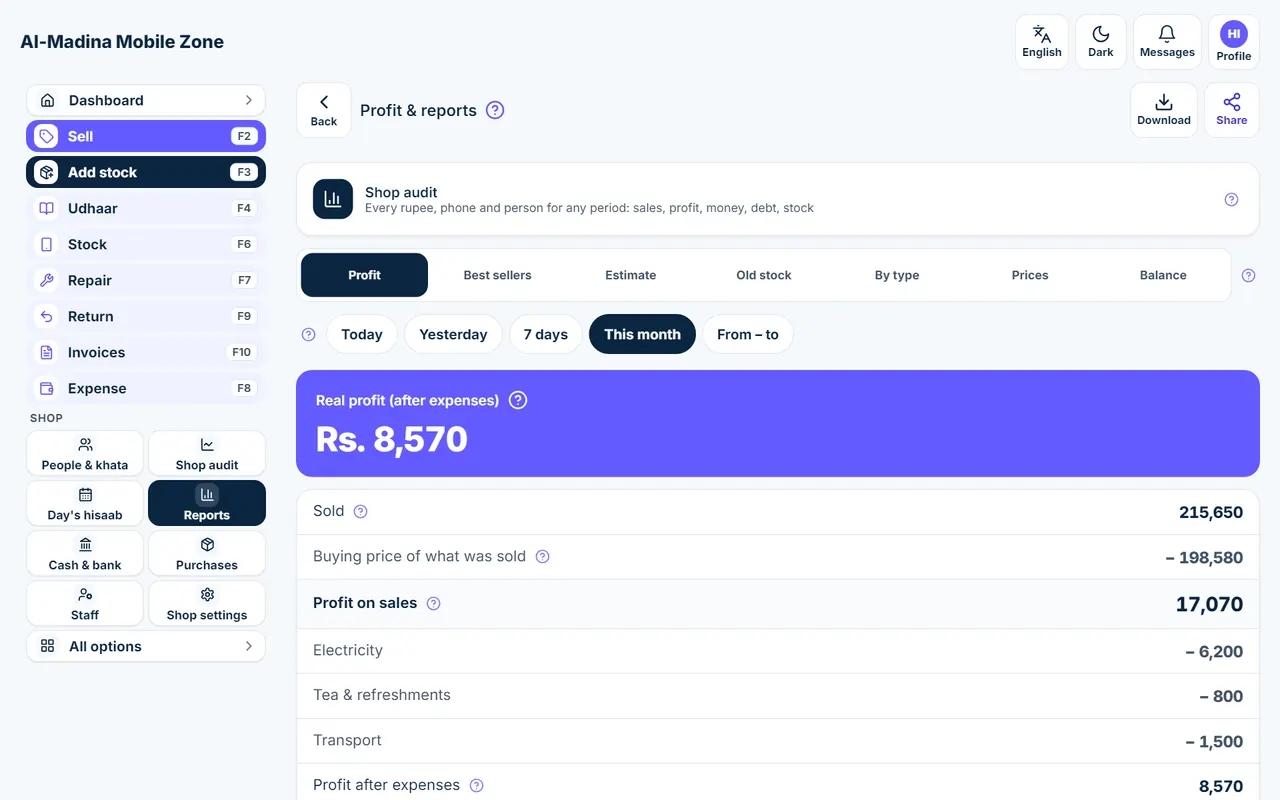 Al-Madina Mobile Zone
English
Dark
Messages
HI
Profile
Dashboard
Sell F2
Add stock F3
Udhaar F4
Stock F6
Repair F7
Return F9
Invoices F10
Expense F8
SHOP
People & khata
Shop audit
Day's hisaab
Reports
Cash & bank
Purchases
Staff
Shop settings
All options
Back
Profit & reports ?
Download
Share
Shop audit
Every rupee, phone and person for any period: sales, profit, money, debt, stock ?
Profit Best sellers Estimate Old stock By type Prices Balance ?
? Today Yesterday 7 days This month From – to
Real profit (after expenses) ?
Rs. 8,570
Sold ? 215,650
Buying price of what was sold ? – 198,580
Profit on sales ? 17,070
Electricity – 6,200
Tea & refreshments – 800
Transport – 1,500
Profit after expenses ? 8,570